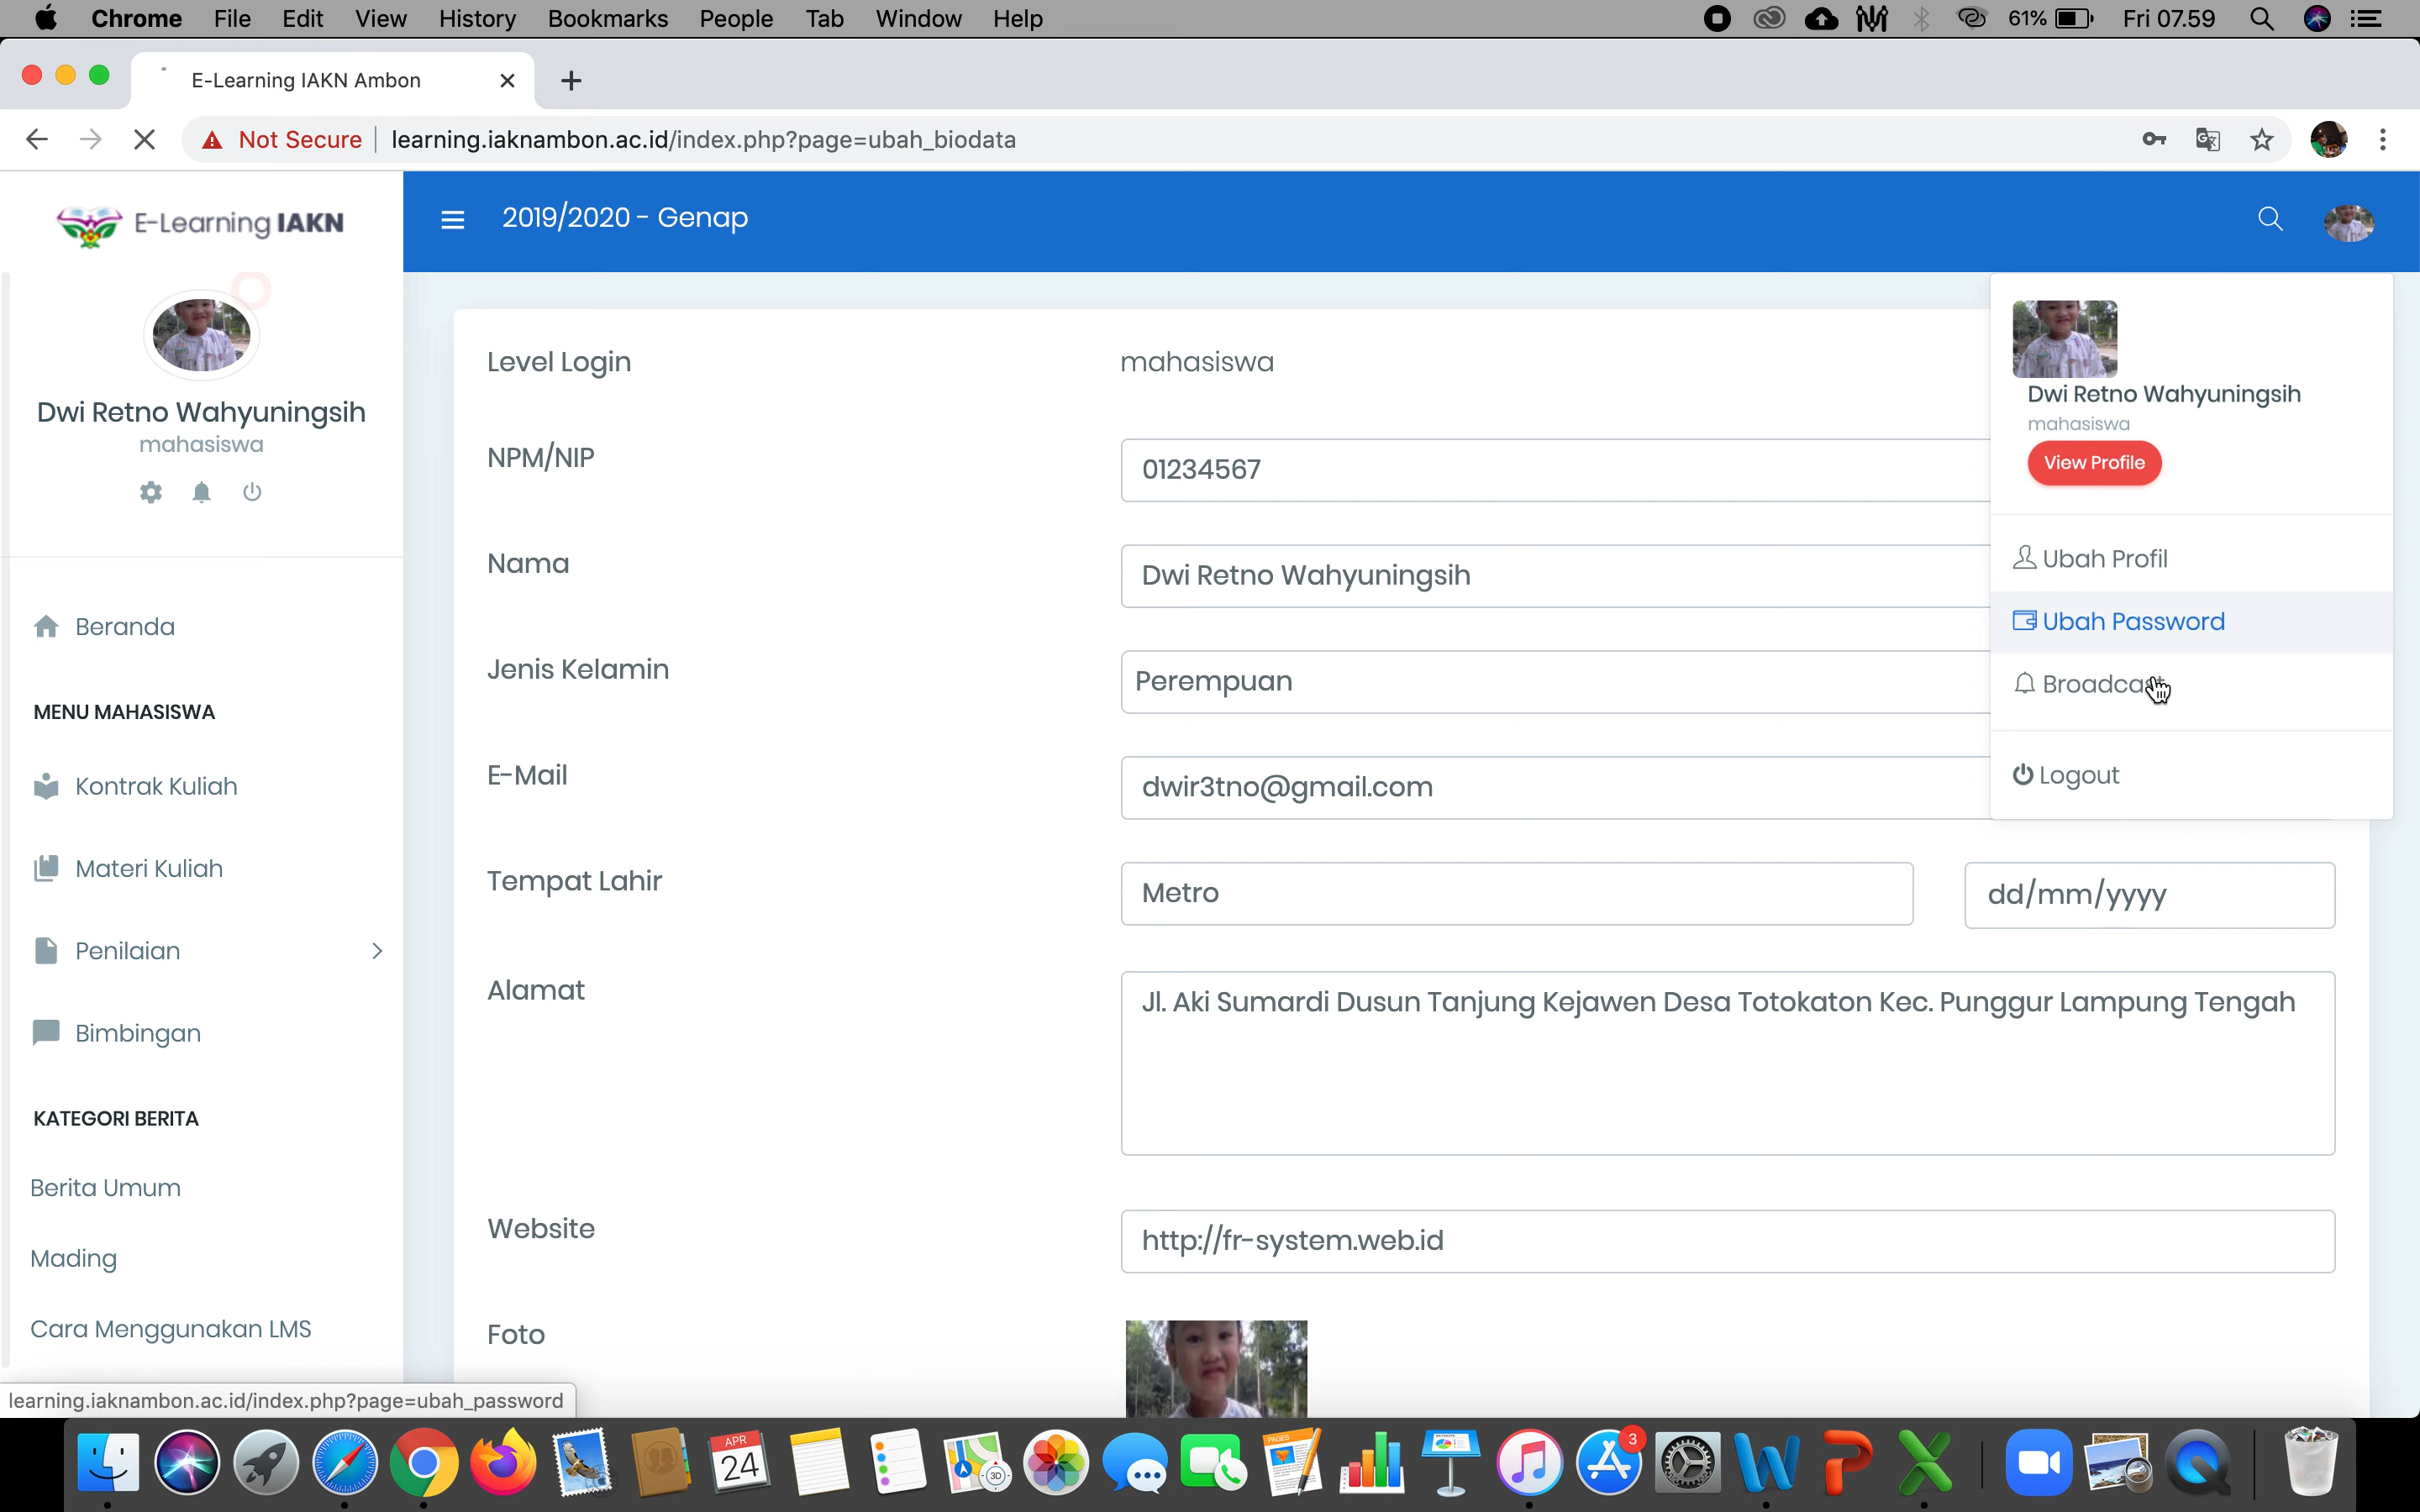 Chrome File Edit View History Bookmarks People Tab Window Help 61% Fri 07.59
E-Learning IAKN Ambon
Not Secure learning.iaknambon.ac.id/index.php?page=ubah_biodata
E-Learning IAKN
2019/2020 - Genap
Dwi Retno Wahyuningsih
mahasiswa
Beranda
MENU MAHASISWA
Kontrak Kuliah
Materi Kuliah
Penilaian
Bimbingan
KATEGORI BERITA
Berita Umum
Mading
Cara Menggunakan LMS
learning.iaknambon.ac.id/index.php?page=ubah_password
Level Login mahasiswa
NPM/NIP 01234567
Nama Dwi Retno Wahyuningsih
Jenis Kelamin Perempuan
E-Mail dwir3tno@gmail.com
Tempat Lahir Metro dd/mm/yyyy
Alamat Jl. Aki Sumardi Dusun Tanjung Kejawen Desa Totokaton Kec. Punggur Lampung Tengah
Website http://fr-system.web.id
Foto
Dwi Retno Wahyuningsih
mahasiswa
View Profile
Ubah Profil
Ubah Password
Broadcast
Logout
APR
24
3D
PAGES
3